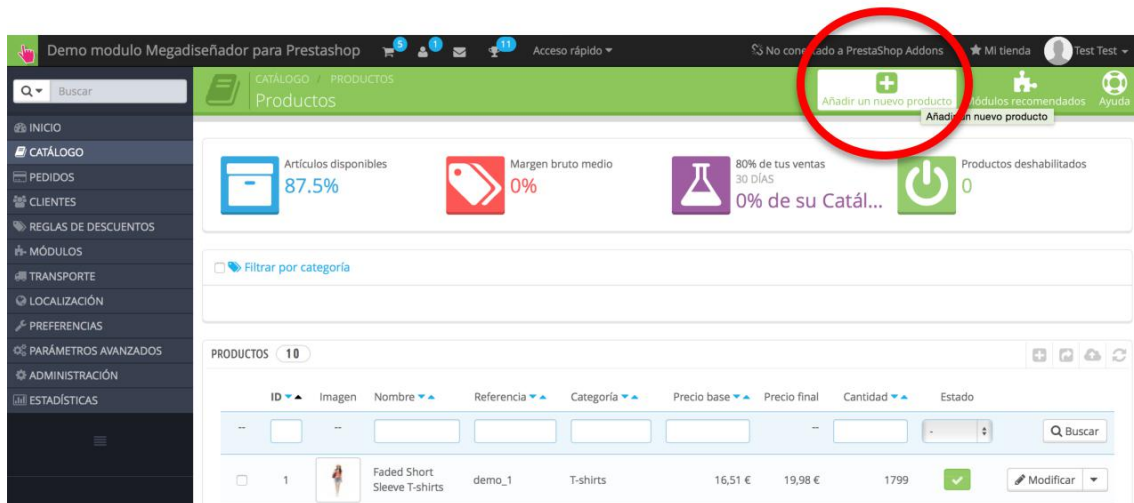 Demo modulo Megadiseñador para Prestashop 5 1 11 Acceso rápido No conectado a PrestaShop Addons Mi tienda Test Test
Buscar
CATÁLOGO / PRODUCTOS
Productos
Añadir un nuevo producto
Módulos recomendados
Ayuda
Añadir un nuevo producto
INICIO
CATÁLOGO
PEDIDOS
CLIENTES
REGLAS DE DESCUENTOS
MÓDULOS
TRANSPORTE
LOCALIZACIÓN
PREFERENCIAS
PARÁMETROS AVANZADOS
ADMINISTRACIÓN
ESTADÍSTICAS
Artículos disponibles
87.5%
Margen bruto medio
0%
80% de tus ventas
30 DÍAS
0% de su Catál...
Productos deshabilitados
0
Filtrar por categoría
PRODUCTOS 10
ID Imagen Nombre Referencia Categoría Precio base Precio final Cantidad Estado
-- -- -- - Buscar
1 Faded Short Sleeve T-shirts demo_1 T-shirts 16,51 € 19,98 € 1799 Modificar